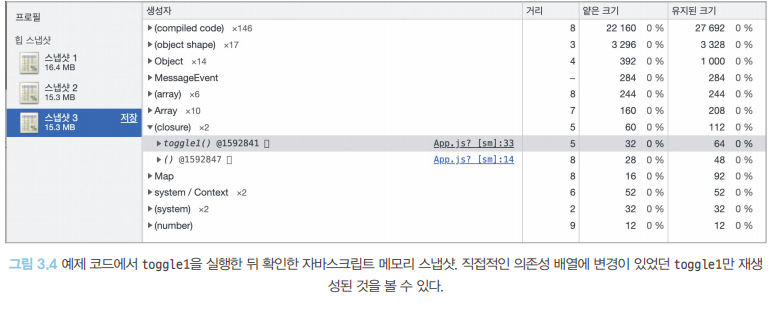 프로필
힙 스냅샷
스냅샷 1
16.4 MB
스냅샷 2
15.3 MB
스냅샷 3 저장
15.3 MB
생성자 거리 얕은 크기 유지된 크기
(compiled code) ×146 8 22 160 0 % 27 692 0 %
(object shape) ×17 3 3 296 0 % 3 328 0 %
Object ×14 4 392 0 % 1 000 0 %
MessageEvent – 284 0 % 284 0 %
(array) ×6 8 244 0 % 244 0 %
Array ×10 7 160 0 % 208 0 %
(closure) ×2 5 60 0 % 112 0 %
toggle1() @1592841 App.js? [sm]:33 5 32 0 % 64 0 %
() @1592847 App.js? [sm]:14 8 28 0 % 48 0 %
Map 8 16 0 % 92 0 %
system / Context ×2 6 52 0 % 52 0 %
(system) ×2 2 32 0 % 32 0 %
(number) 9 12 0 % 12 0 %
그림 3.4 예제 코드에서 toggle1을 실행한 뒤 확인한 자바스크립트 메모리 스냅샷. 직접적인 의존성 배열에 변경이 있었던 toggle1만 재생
성된 것을 볼 수 있다.